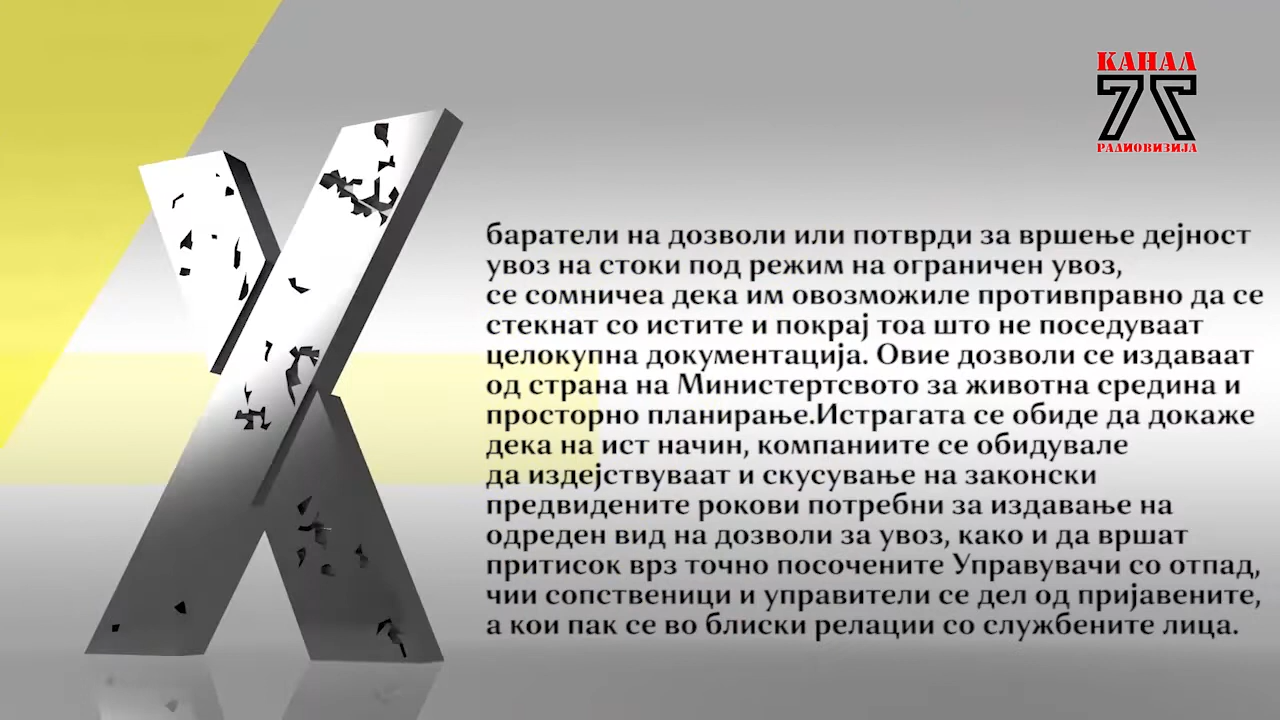 КАНАЛ
77
РАДИОВИЗИЈА
баратели на дозволи или потврди за вршење дејност
увоз на стоки под режим на ограничен увоз,
се сомничеа дека им овозможиле противправно да се
стекнат со истите и покрај тоа што не поседуваат
целокупна документација. Овие дозволи се издаваат
од страна на Министертсвото за животна средина и
просторно планирање.Истрагата се обиде да докаже
дека на ист начин, компаниите се обидувале
да издејствуваат и скусување на законски
предвидените рокови потребни за издавање на
одреден вид на дозволи за увоз, како и да вршат
притисок врз точно посочените Управувачи со отпад,
чии сопственици и управители се дел од пријавените,
а кои пак се во блиски релации со службените лица.